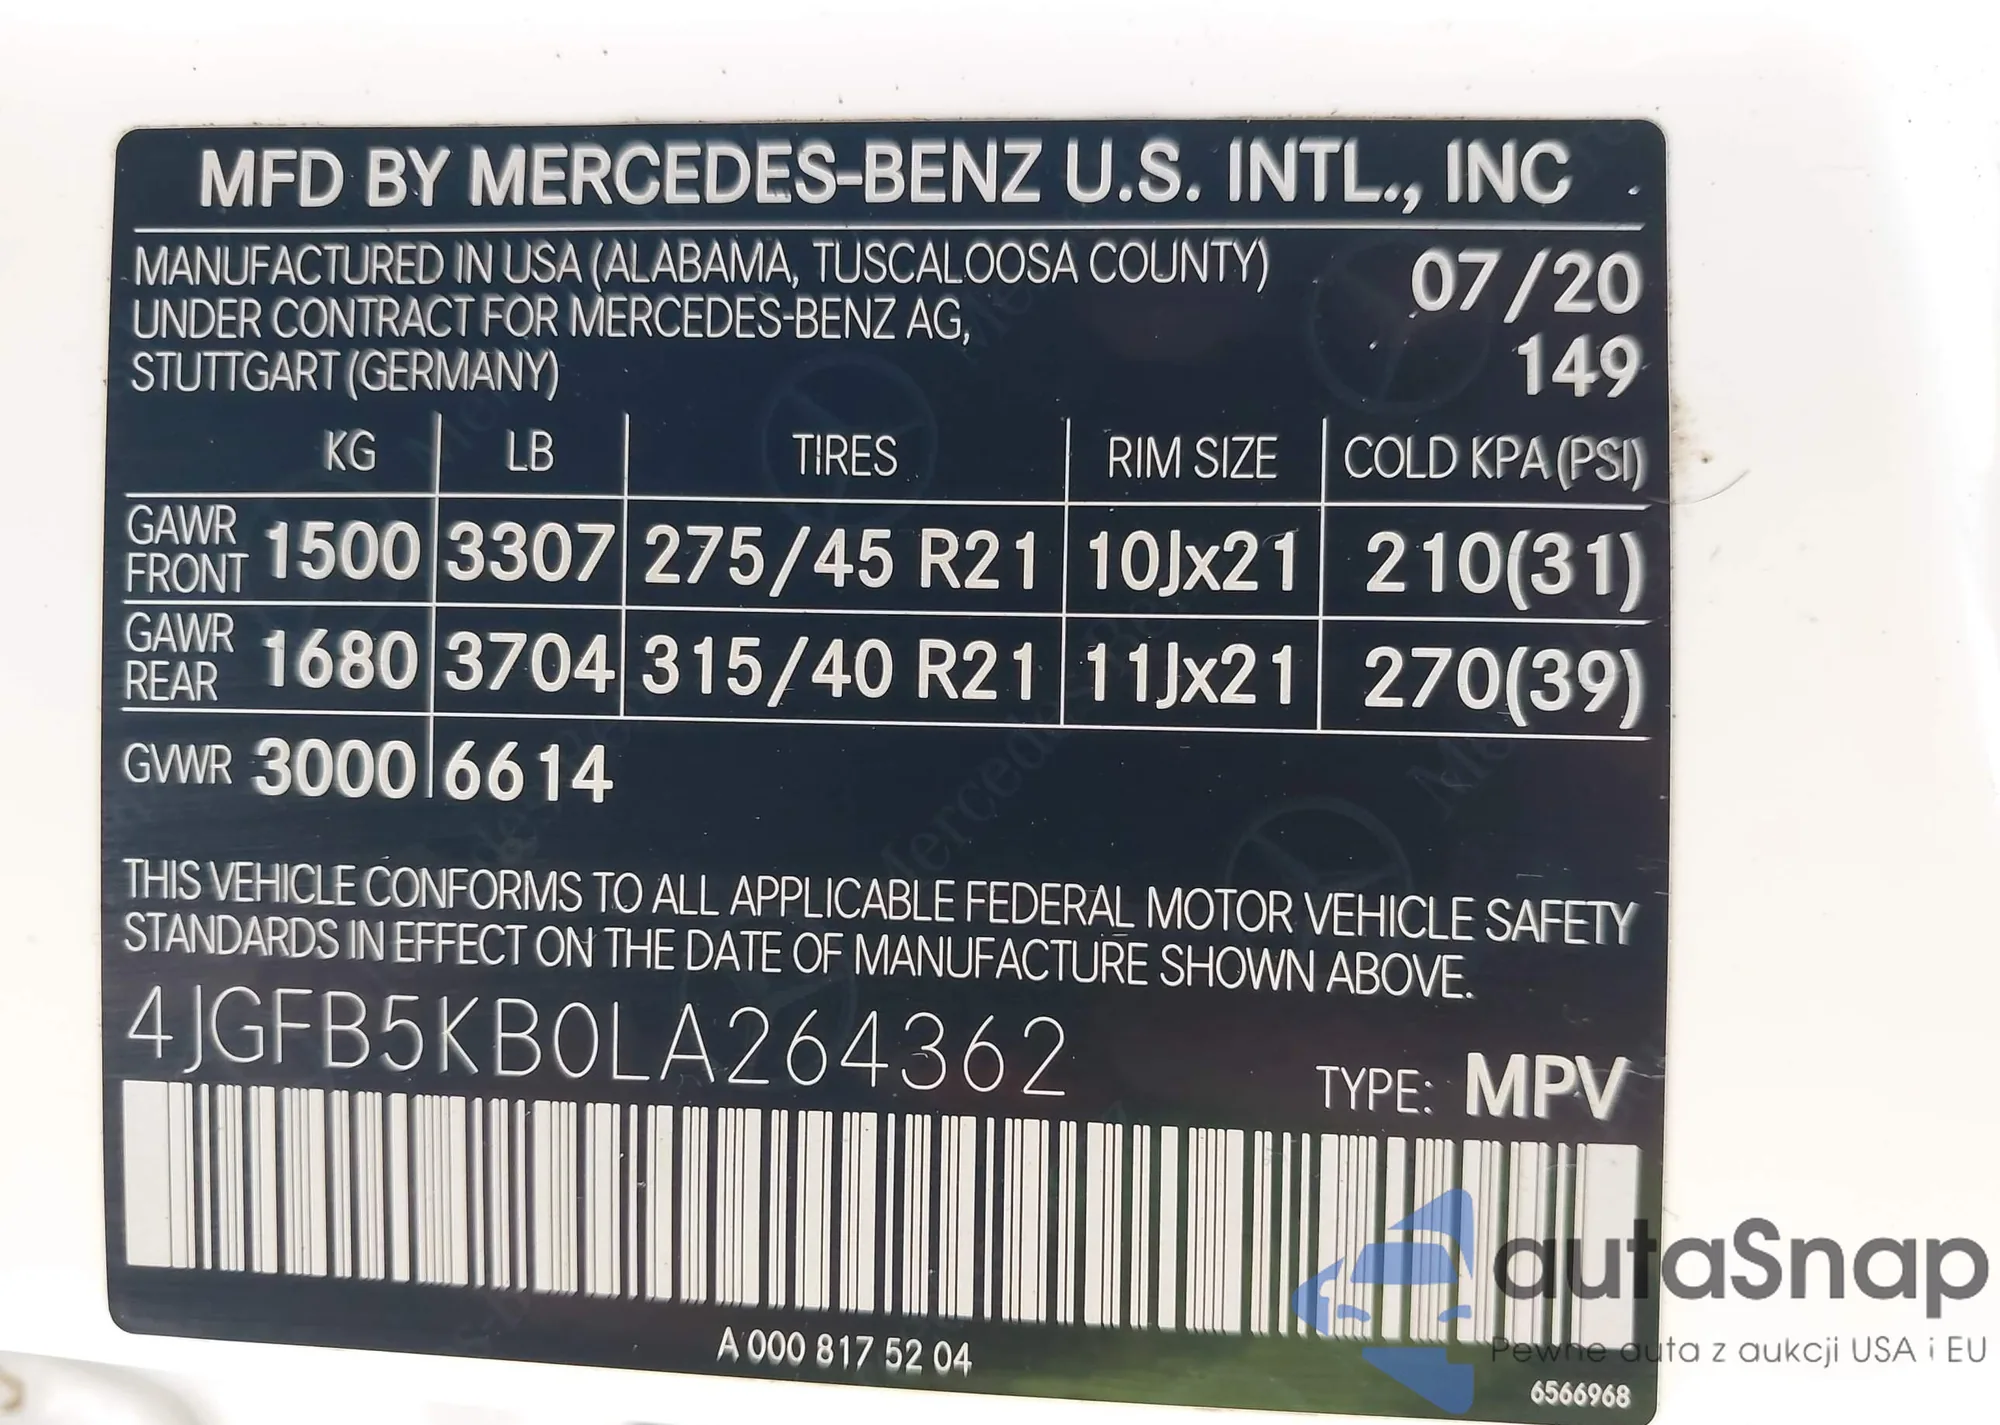 MFD BY MERCEDES-BENZ U.S. INTL., INC
MANUFACTURED IN USA (ALABAMA, TUSCALOOSA COUNTY)
UNDER CONTRACT FOR MERCEDES-BENZ AG,
STUTTGART (GERMANY)
07/20
149
KG LB TIRES RIM SIZE COLD KPA (PSI)
GAWR FRONT 1500 3307 275/45 R21 10Jx21 210(31)
GAWR REAR 1680 3704 315/40 R21 11Jx21 270(39)
GVWR 3000 6614
THIS VEHICLE CONFORMS TO ALL APPLICABLE FEDERAL MOTOR VEHICLE SAFETY
STANDARDS IN EFFECT ON THE DATE OF MANUFACTURE SHOWN ABOVE.
4JGFB5KB0LA264362
TYPE: MPV
A 000 817 52 04
6566968
autaSnap
Pewne auta z aukcji USA i EU